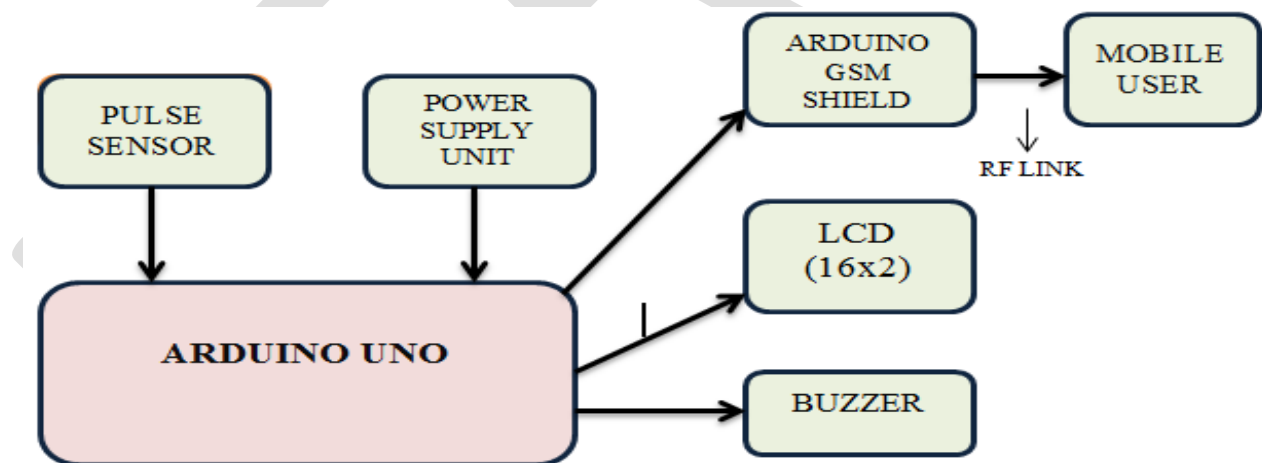 PULSE
SENSOR
POWER
SUPPLY
UNIT
ARDUINO
GSM
SHIELD
MOBILE
USER
RF LINK
LCD
(16x2)
ARDUINO UNO
BUZZER